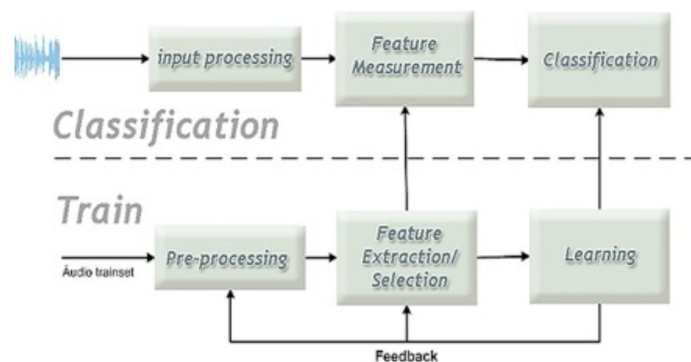 input processing
Feature
Measurement
Classification
Classification
Train
Audio trainset
Pre-processing
Feature
Extraction/
Selection
Learning
Feedback